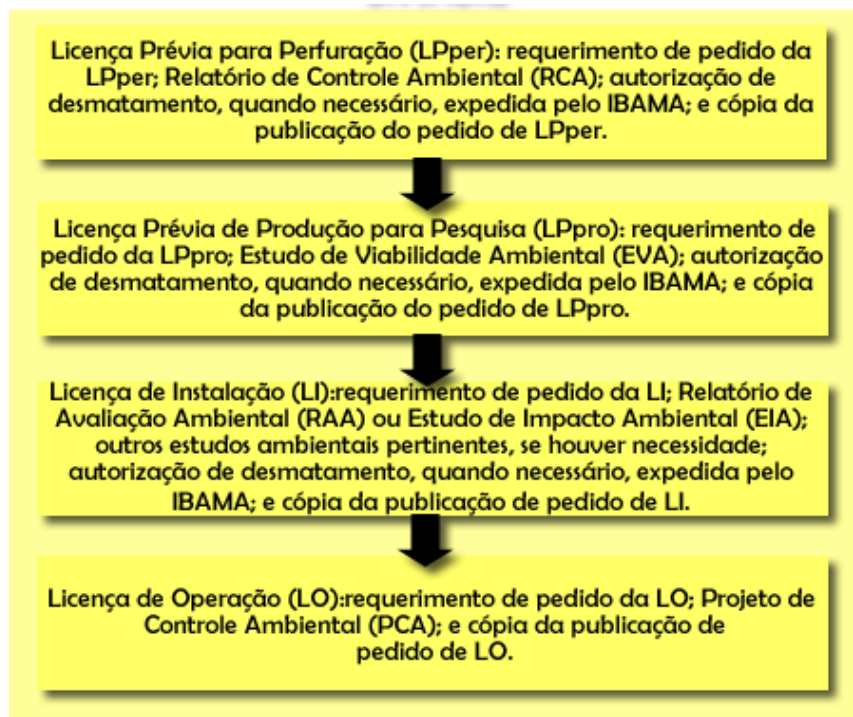 Licença Prévia para Perfuração (LPper): requerimento de pedido da
LPper; Relatório de Controle Ambiental (RCA); autorização de
desmatamento, quando necessário, expedida pelo IBAMA; e cópia da
publicação do pedido de LPper.
Licença Prévia de Produção para Pesquisa (LPpro): requerimento de
pedido da LPpro; Estudo de Viabilidade Ambiental (EVA); autorização
de desmatamento, quando necessário, expedida pelo IBAMA; e cópia
da publicação do pedido de LPpro.
Licença de Instalação (LI):requerimento de pedido da LI; Relatório de
Avaliação Ambiental (RAA) ou Estudo de Impacto Ambiental (EIA);
outros estudos ambientais pertinentes, se houver necessidade;
autorização de desmatamento, quando necessário, expedida pelo
IBAMA; e cópia da publicação de pedido de LI.
Licença de Operação (LO):requerimento de pedido da LO; Projeto de
Controle Ambiental (PCA); e cópia da publicação de
pedido de LO.